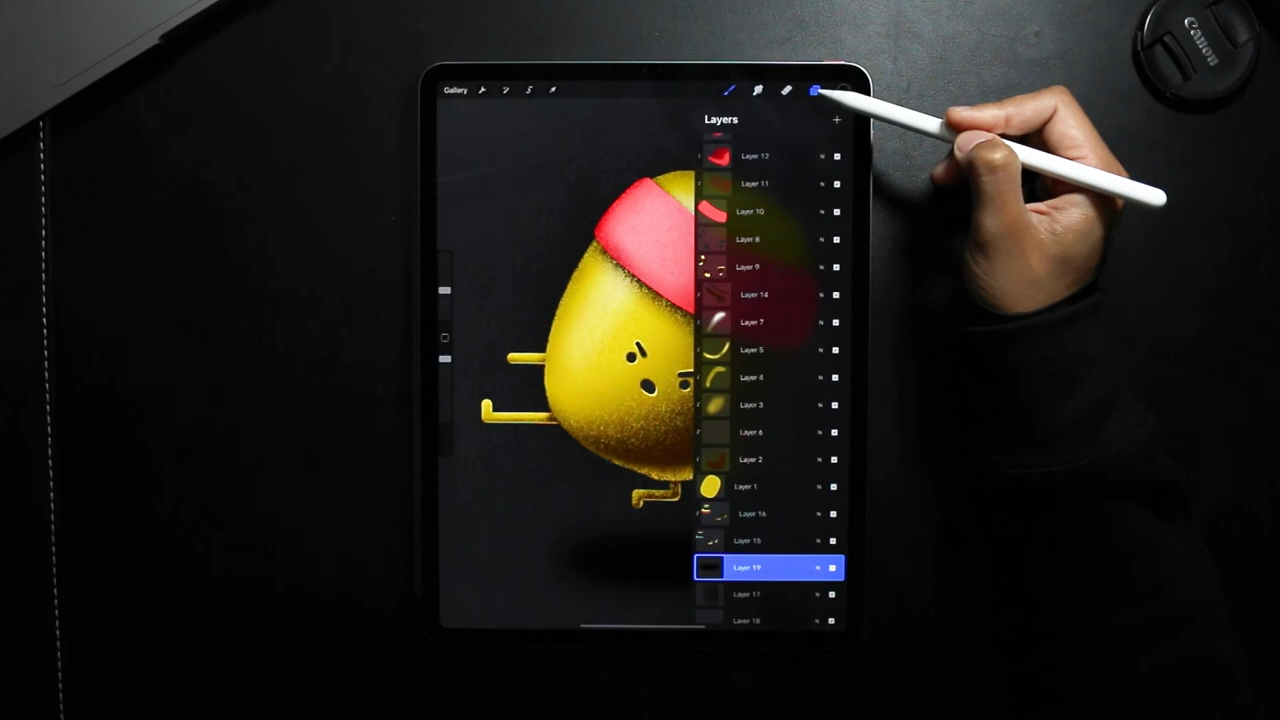 Gallery
Canon
Layers
Layer 12 N
Layer 11 N
Layer 10 N
Layer 8 N
Layer 9 N
Layer 14 N
Layer 7 N
Layer 5 N
Layer 4 N
Layer 3 N
Layer 6 N
Layer 2 N
Layer 1 N
Layer 16 N
Layer 15 N
Layer 19 N
Layer 17 N
Layer 18 N